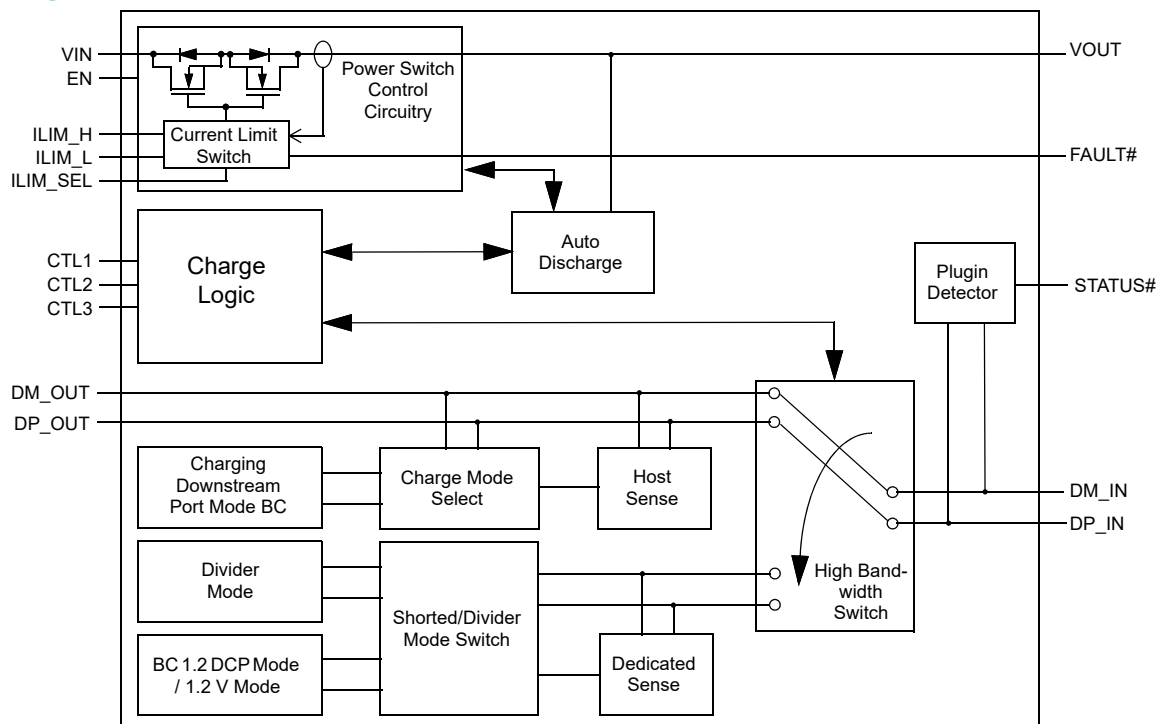 VIN
EN
ILIM_H
ILIM_L
ILIM_SEL
Power Switch
Control
Circuitry
Current Limit
Switch
VOUT
FAULT#
CTL1
CTL2
CTL3
Charge
Logic
Auto
Discharge
Plugin
Detector
STATUS#
DM_OUT
DP_OUT
Charging
Downstream
Port Mode BC
Charge Mode
Select
Host
Sense
DM_IN
DP_IN
High Band-
width
Switch
Divider
Mode
Shorted/Divider
Mode Switch
BC 1.2 DCP Mode
/ 1.2 V Mode
Dedicated
Sense